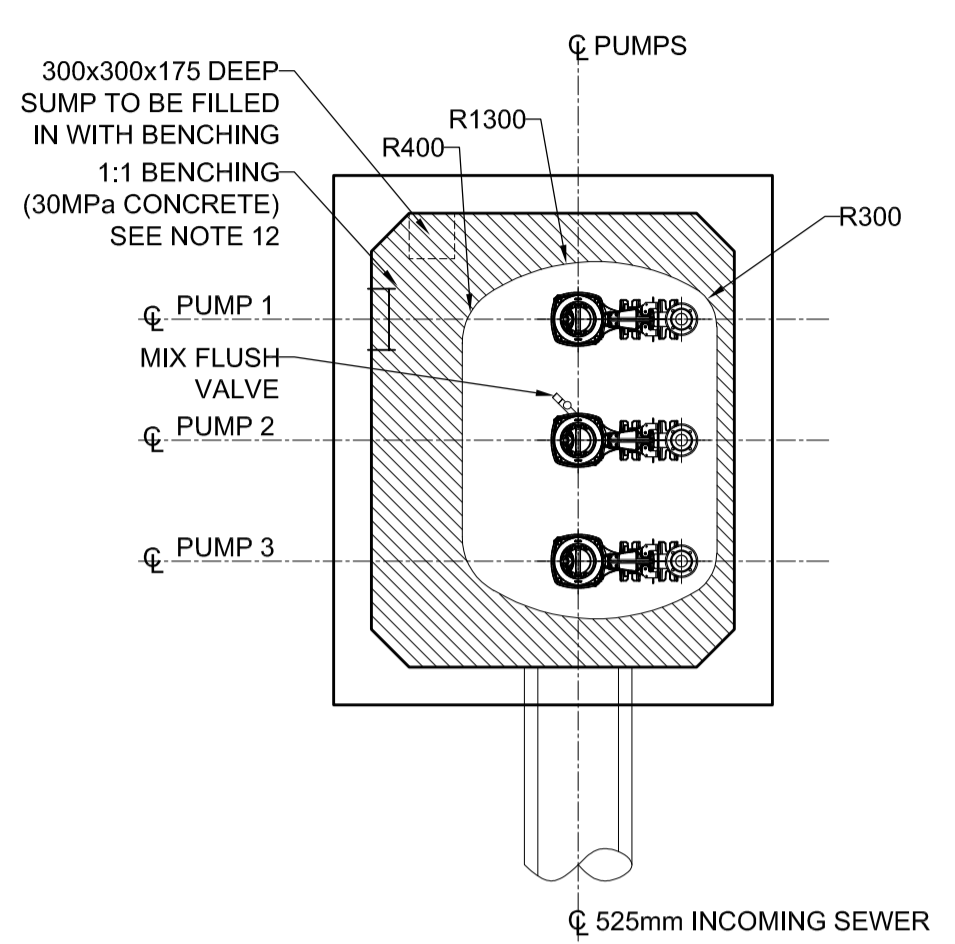 ℄ PUMPS
300x300x175 DEEP
SUMP TO BE FILLED
IN WITH BENCHING
R1300
R400
1:1 BENCHING
(30MPa CONCRETE)
SEE NOTE 12
R300
℄ PUMP 1
MIX FLUSH
VALVE
℄ PUMP 2
℄ PUMP 3
℄ 525mm INCOMING SEWER